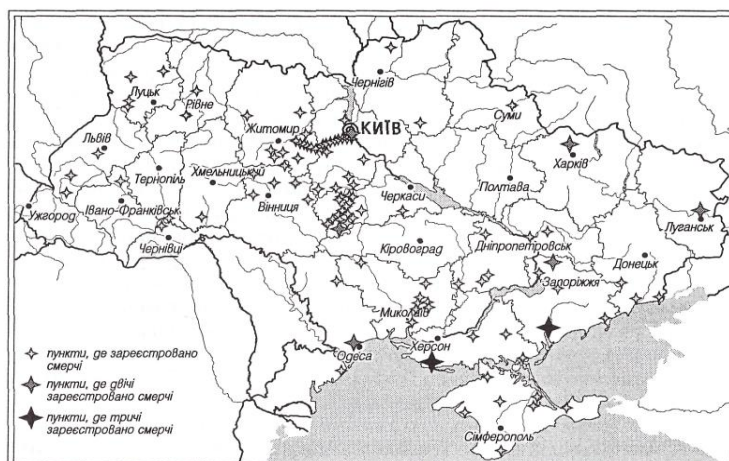 Чернігів
Луцьк
Рівне
Суми
Житомир
КИЇВ
Львів
Харків
Тернопіль
Хмельницький
Полтава
Черкаси
Ужгород
Івано-Франківськ
Вінниця
Луганськ
Чернівці
Кіровоград
Дніпропетровськ
Донецьк
Запоріжжя
Миколаїв
Херсон
Одеса
Сімферополь
пункти, де зареєстровано
смерчі
пункти, де двічі
зареєстровано смерчі
пункти, де тричі
зареєстровано смерчі